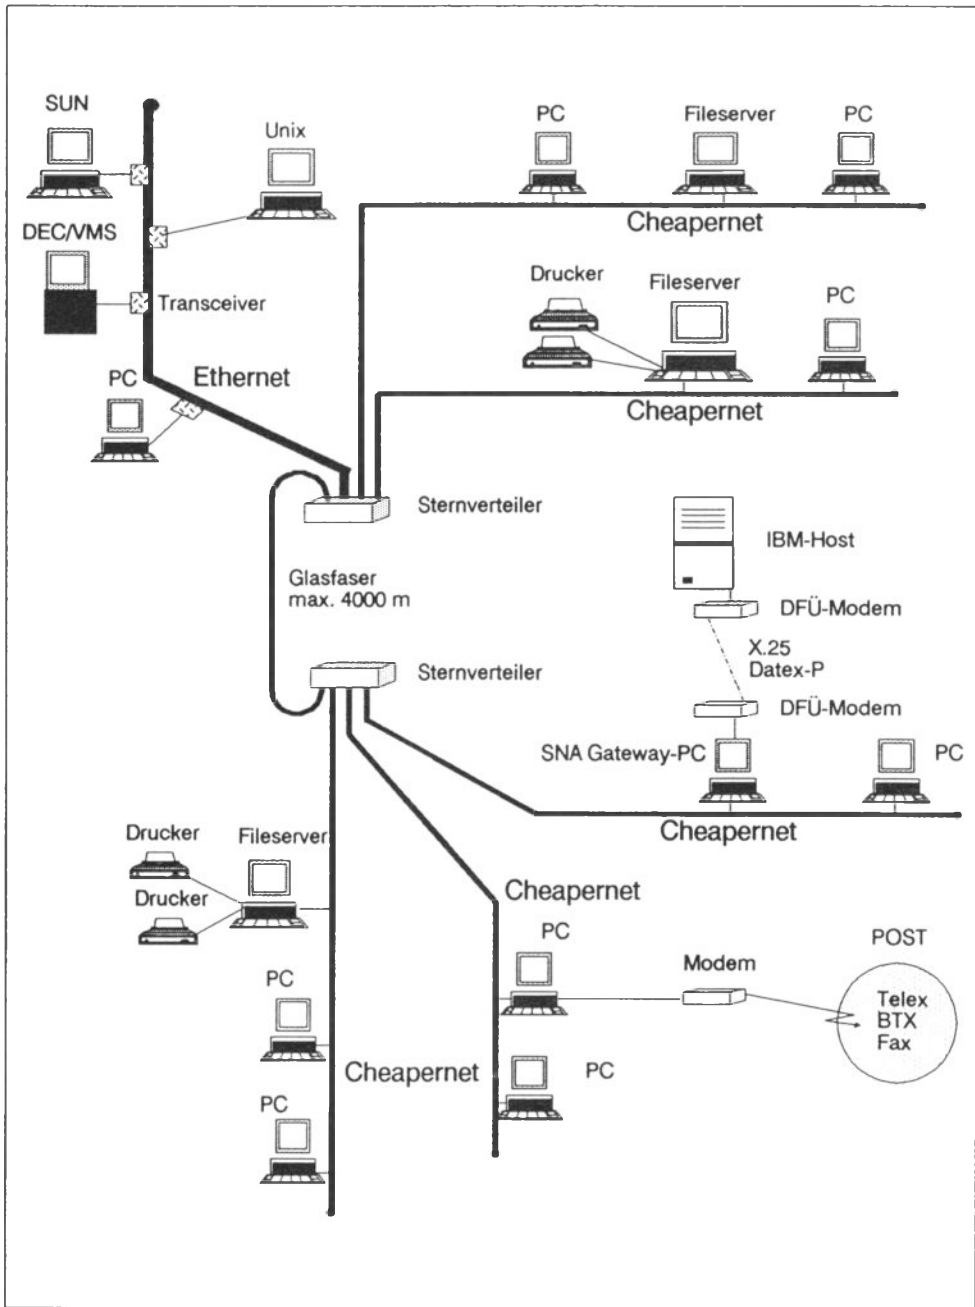 SUN
Unix
DEC/VMS
Transceiver
PC
Ethernet
PC
Fileserver
PC
Cheapernet
Drucker
Fileserver
PC
Cheapernet
Sternverteiler
Glasfaser
max. 4000 m
Sternverteiler
IBM-Host
DFÜ-Modem
X.25
Datex-P
DFÜ-Modem
SNA Gateway-PC
PC
Cheapernet
Drucker
Fileserver
Drucker
PC
PC
Cheapernet
Cheapernet
PC
Modem
POST
Telex
BTX
Fax
PC